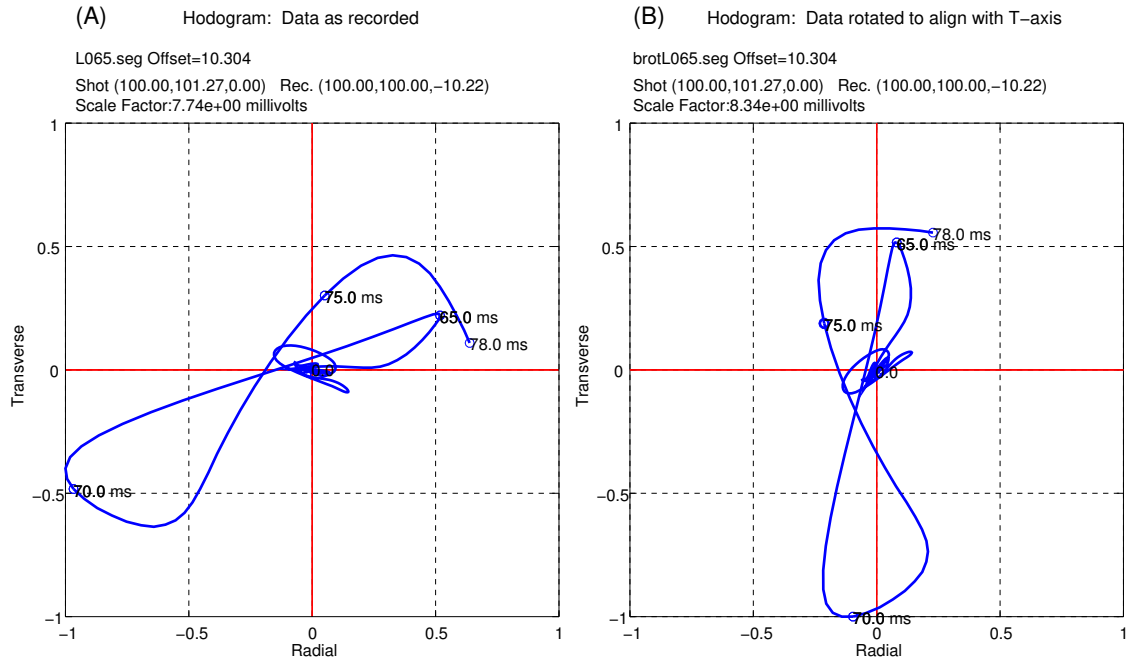 (A) Hodogram: Data as recorded
L065.seg Offset=10.304
Shot (100.00,101.27,0.00) Rec. (100.00,100.00,−10.22)
Scale Factor:7.74e+00 millivolts
1
0.5
0
−0.5
−1
−1 −0.5 0 0.5 1
Transverse
Radial
75.0 ms
65.0 ms
78.0 ms
0.0
70.0 ms
(B) Hodogram: Data rotated to align with T−axis
brotL065.seg Offset=10.304
Shot (100.00,101.27,0.00) Rec. (100.00,100.00,−10.22)
Scale Factor:8.34e+00 millivolts
1
0.5
0
−0.5
−1
−1 −0.5 0 0.5 1
Transverse
Radial
78.0 ms
65.0 ms
75.0 ms
0.0
70.0 ms